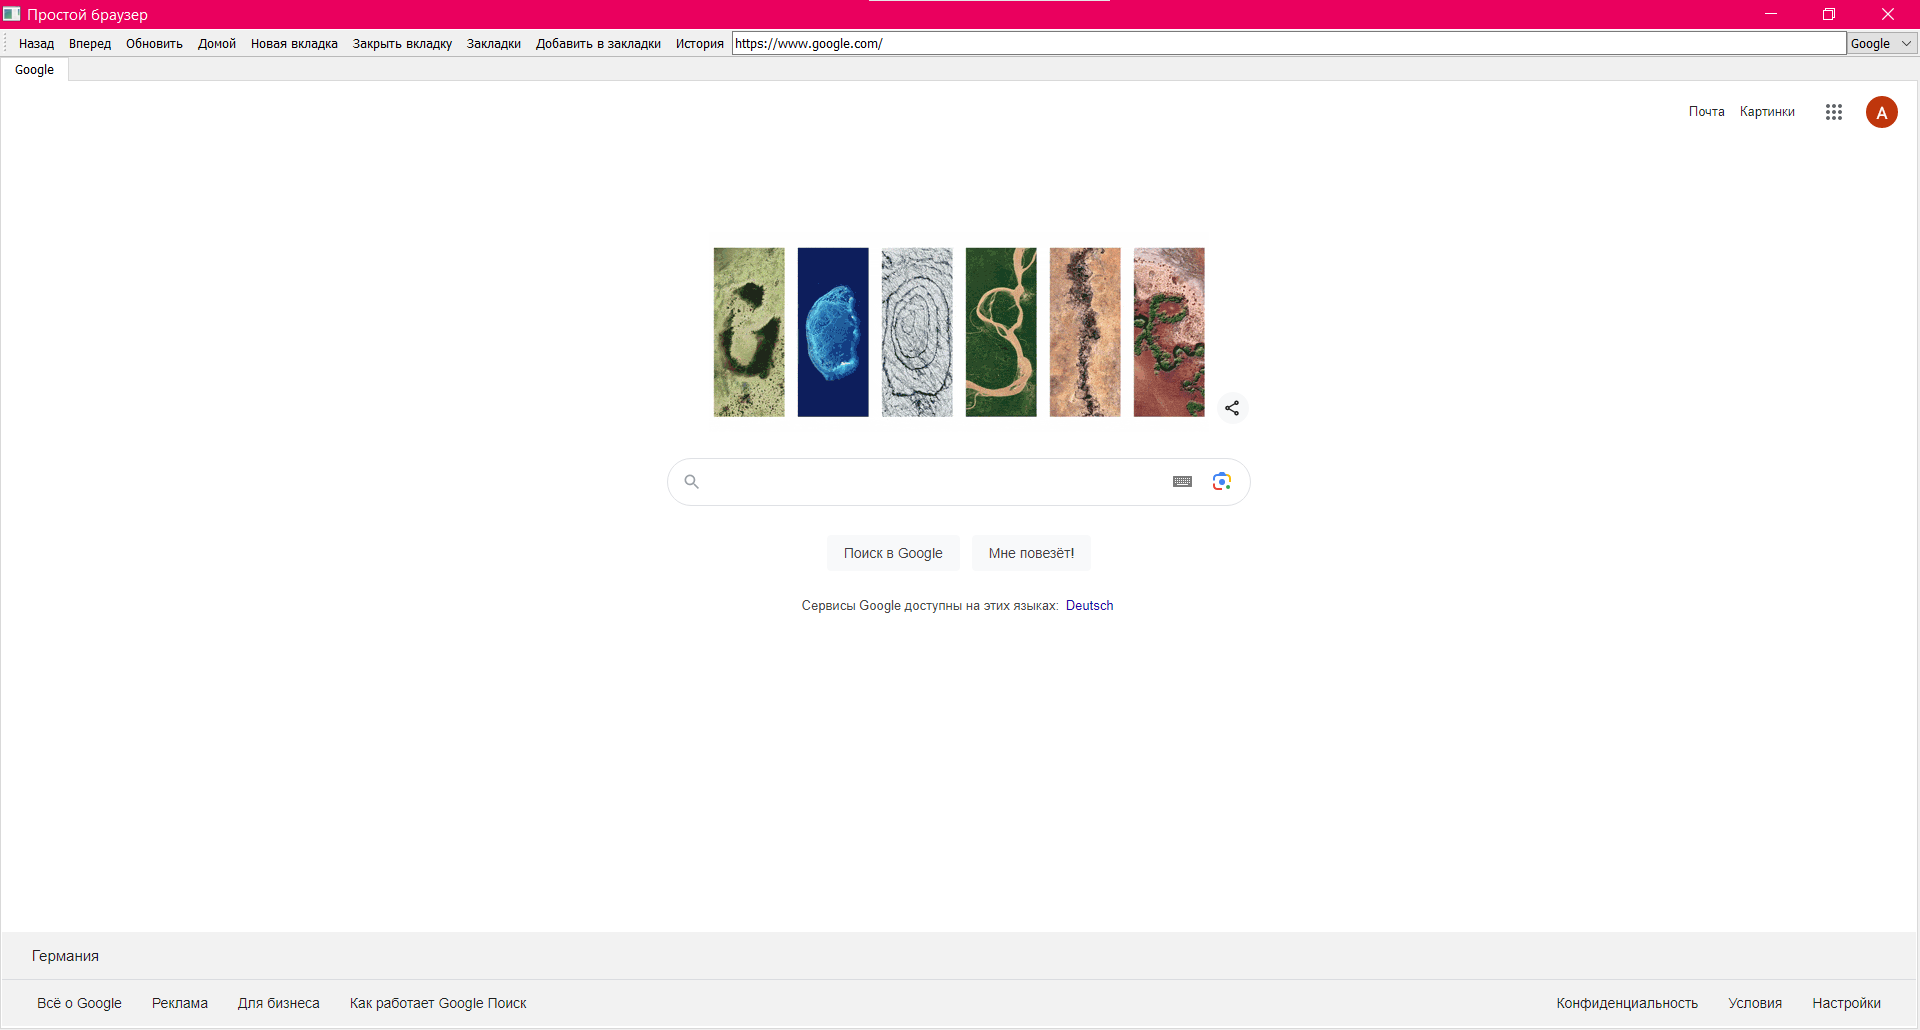 Простой браузер
Назад Вперед Обновить Домой Новая вкладка Закрыть вкладку Закладки Добавить в закладки История https://www.google.com/ Google
Google
Почта Картинки A
Поиск в Google Мне повезёт!
Сервисы Google доступны на этих языках: Deutsch
Германия
Всё о Google Реклама Для бизнеса Как работает Google Поиск Конфиденциальность Условия Настройки